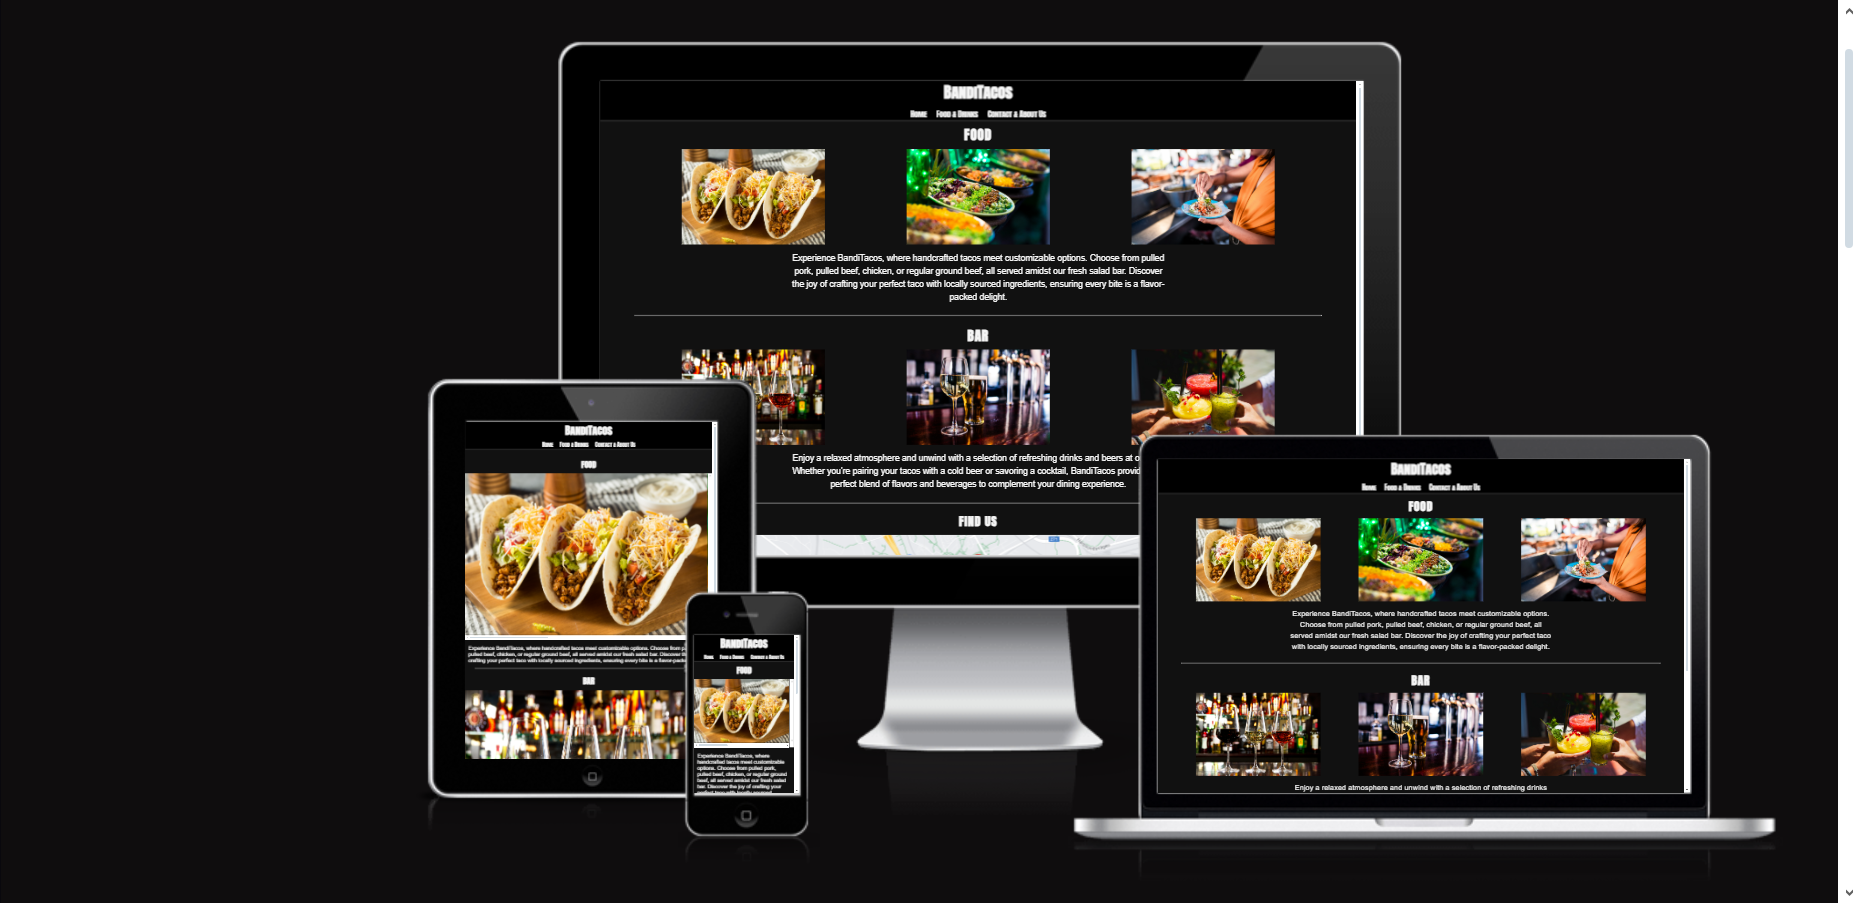 BandiTacos
Home Food & Drinks Contact & About Us
FOOD
Experience BandiTacos, where handcrafted tacos meet customizable options. Choose from pulled
pork, pulled beef, chicken, or regular ground beef, all served amidst our fresh salad bar. Discover
the joy of crafting your perfect taco with locally sourced ingredients, ensuring every bite is a flavor-
packed delight.
BAR
Enjoy a relaxed atmosphere and unwind with a selection of refreshing drinks and beers at
Whether you're pairing your tacos with a cold beer or savoring a cocktail, BandiTacos
perfect blend of flavors and beverages to complement your dining experience.
FIND US
BandiTacos
Home Food & Drinks Contact & About Us
FOOD
Experience BandiTacos, where handcrafted tacos meet customizable options. Choose from
pulled beef, chicken, or regular ground beef, all served amidst our fresh salad bar. Discover
crafting your perfect taco with locally sourced ingredients, ensuring every bite is a
BAR
BandiTacos
Home Food & Drinks Contact & About Us
FOOD
Experience BandiTacos, where
handcrafted tacos meet customizable
options. Choose from pulled pork,
pulled beef, chicken, or regular ground
beef, all served amidst our fresh salad
bar. Discover the joy of crafting your
perfect taco with locally sourced
BandiTacos
Home Food & Drinks Contact & About Us
FOOD
Experience BandiTacos, where handcrafted tacos meet customizable options.
Choose from pulled pork, pulled beef, chicken, or regular ground beef, all
served amidst our fresh salad bar. Discover the joy of crafting your perfect taco
with locally sourced ingredients, ensuring every bite is a flavor-packed delight.
BAR
Enjoy a relaxed atmosphere and unwind with a selection of refreshing drinks